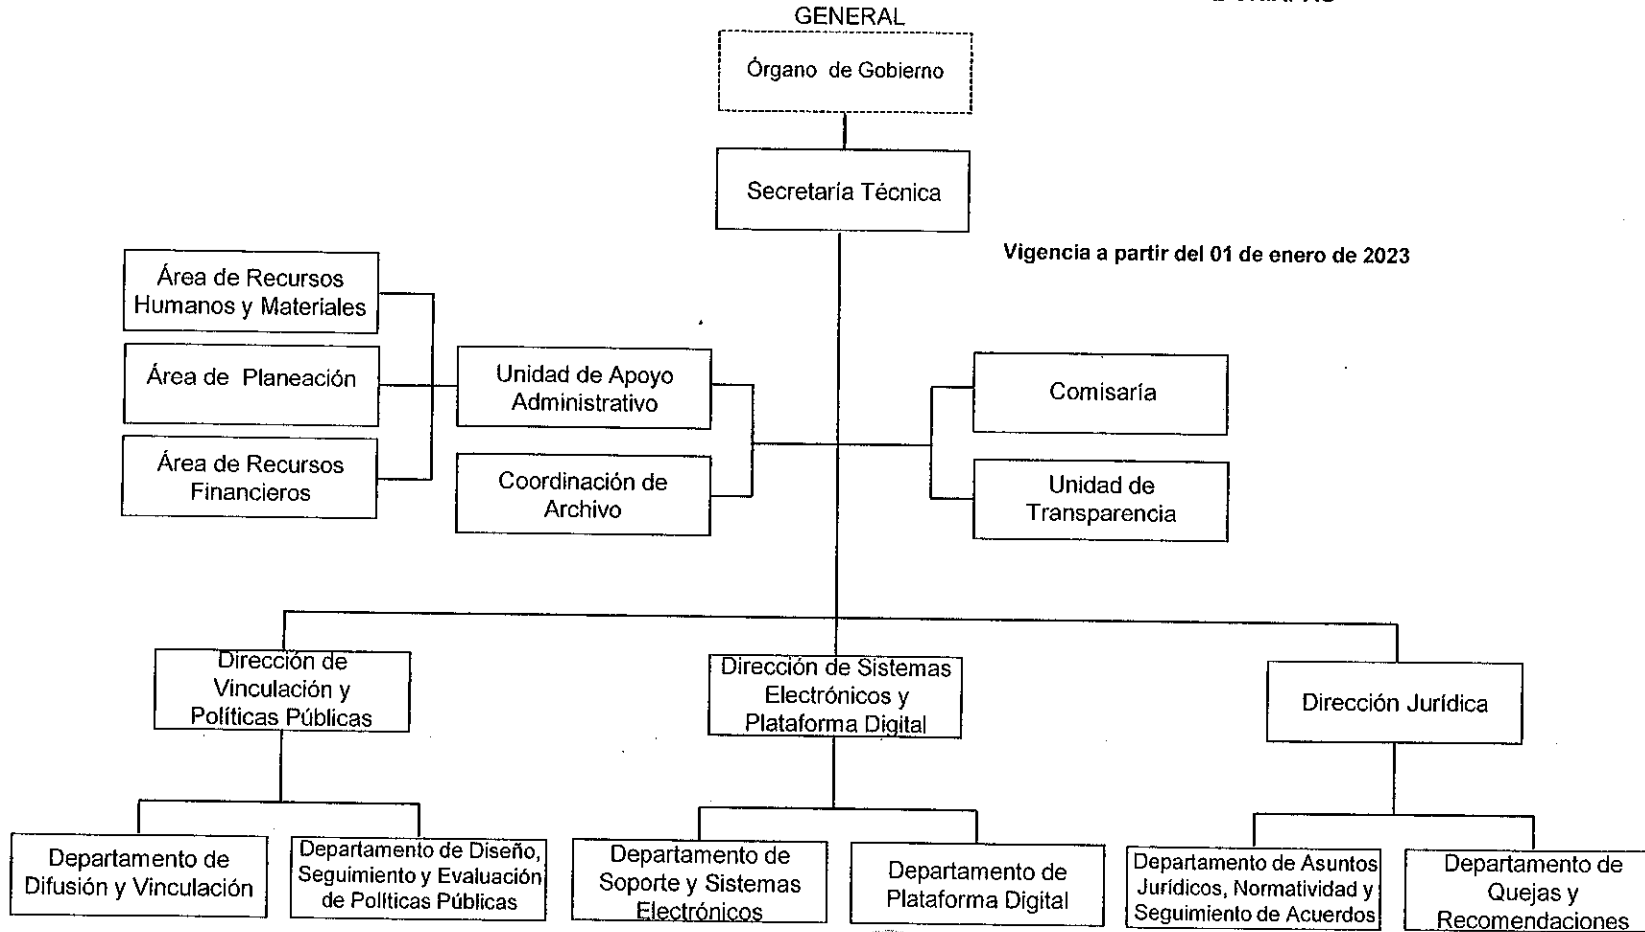 GENERAL
Órgano de Gobierno
Secretaría Técnica
Vigencia a partir del 01 de enero de 2023
Área de Recursos
Humanos y Materiales
Área de Planeación
Área de Recursos
Financieros
Unidad de Apoyo
Administrativo
Coordinación de
Archivo
Comisaría
Unidad de
Transparencia
Dirección de
Vinculación y
Políticas Públicas
Dirección de Sistemas
Electrónicos y
Plataforma Digital
Dirección Jurídica
Departamento de
Difusión y Vinculación
Departamento de Diseño,
Seguimiento y Evaluación
de Políticas Públicas
Departamento de
Soporte y Sistemas
Electrónicos
Departamento de
Plataforma Digital
Departamento de Asuntos
Jurídicos, Normatividad y
Seguimiento de Acuerdos
Departamento de
Quejas y
Recomendaciones